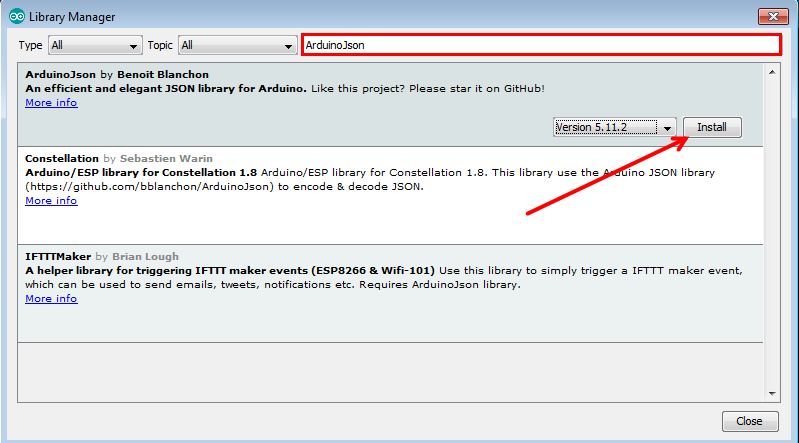 Library Manager
Type All Topic All ArduinoJson
ArduinoJson by Benoit Blanchon
An efficient and elegant JSON library for Arduino. Like this project? Please star it on GitHub!
More info
Version 5.11.2 Install
Constellation by Sebastien Warin
Arduino/ESP library for Constellation 1.8 Arduino/ESP library for Constellation 1.8. This library use the Arduino JSON library
(https://github.com/bblanchon/ArduinoJson) to encode & decode JSON.
More info
IFTTTMaker by Brian Lough
A helper library for triggering IFTTT maker events (ESP8266 & Wifi-101) Use this library to simply trigger a IFTTT maker event,
which can be used to send emails, tweets, notifications etc. Requires ArduinoJson library.
More info
Close